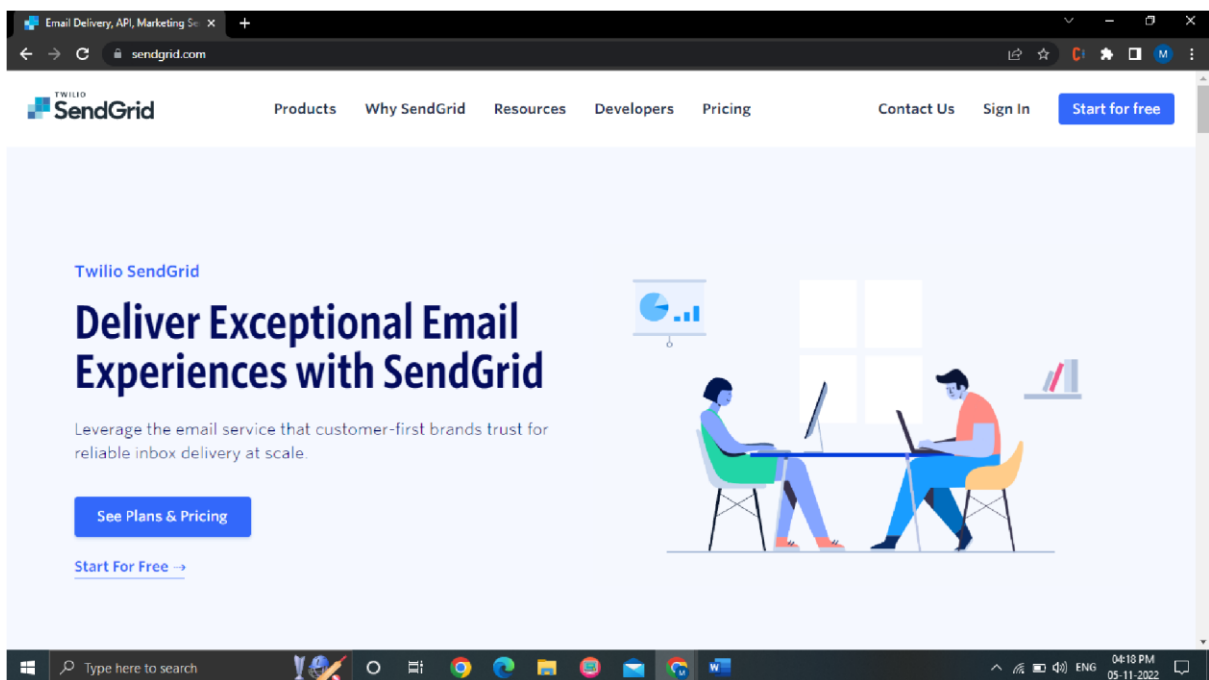 Email Delivery, API, Marketing Se
sendgrid.com
M
TWILIO
SendGrid
Products Why SendGrid Resources Developers Pricing Contact Us Sign In Start for free
Twilio SendGrid
Deliver Exceptional Email
Experiences with SendGrid
Leverage the email service that customer-first brands trust for
reliable inbox delivery at scale.
See Plans & Pricing
Start For Free →
Type here to search
ENG
04:18 PM
05-11-2022